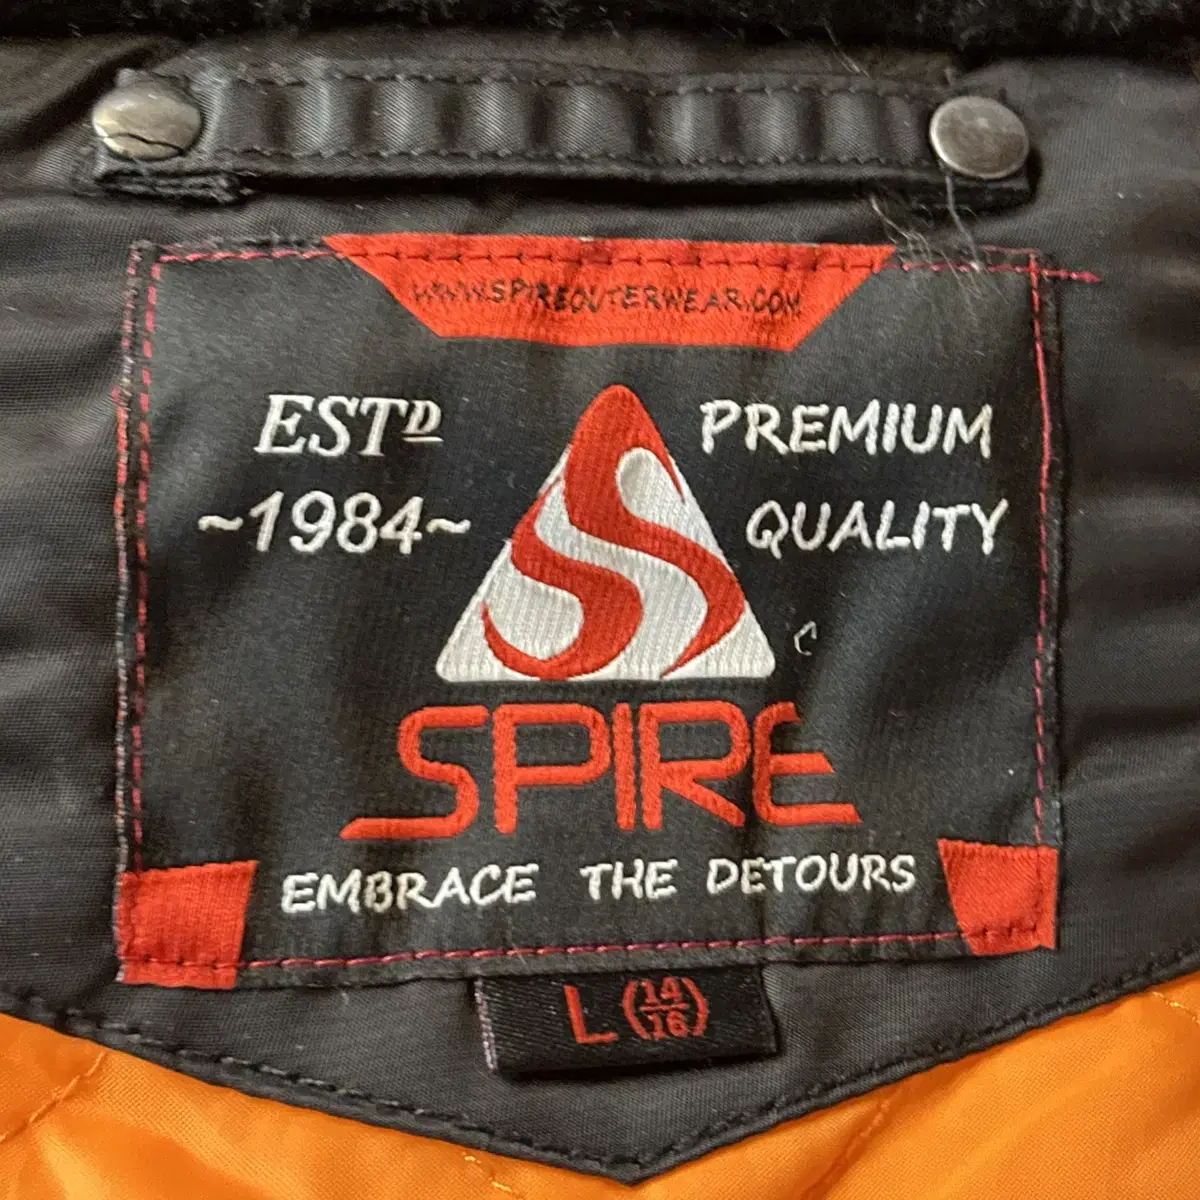 WWW.SPIREOUTERWEAR.COM
ESTD
~1984~
PREMIUM
QUALITY
SPIRE
EMBRACE THE DETOURS
L (14/16)